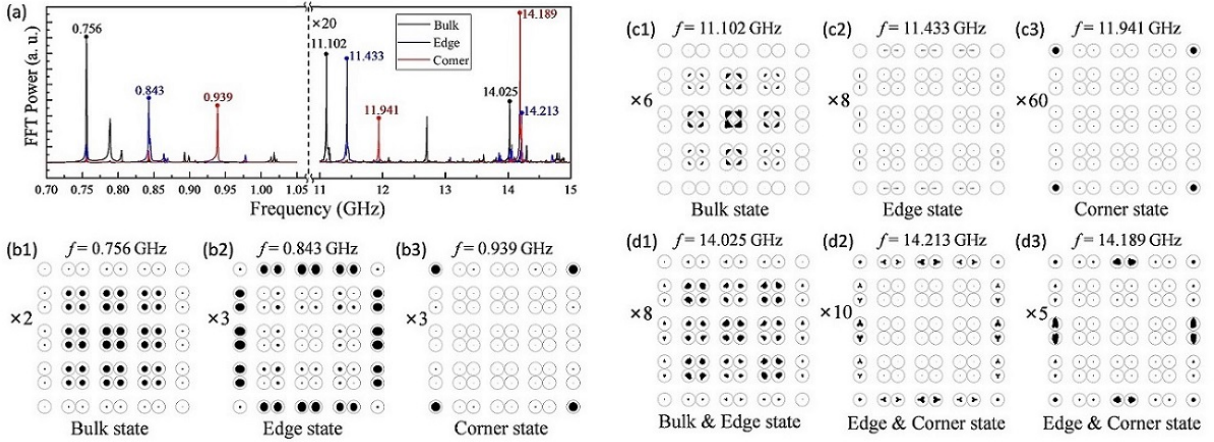 (a)
FFT Power (a. u.)
0.756
0.843
0.939
×20
11.102
11.433
11.941
14.025
14.189
14.213
Bulk
Edge
Corner
0.70 0.75 0.80 0.85 0.90 0.95 1.00 1.05 11 12 13 14 15
Frequency (GHz)
(b1) f = 0.756 GHz
×2
Bulk state
(b2) f = 0.843 GHz
×3
Edge state
(b3) f = 0.939 GHz
×3
Corner state
(c1) f = 11.102 GHz
×6
Bulk state
(c2) f = 11.433 GHz
×8
Edge state
(c3) f = 11.941 GHz
×60
Corner state
(d1) f = 14.025 GHz
×8
Bulk & Edge state
(d2) f = 14.213 GHz
×10
Edge & Corner state
(d3) f = 14.189 GHz
×5
Edge & Corner state